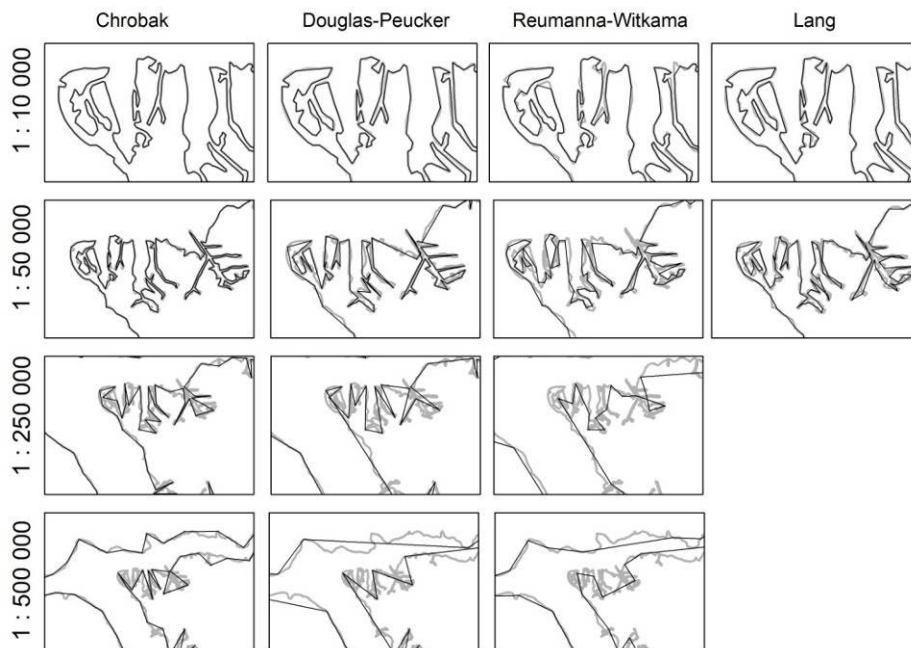 Chrobak Douglas-Peucker Reumanna-Witkama Lang
1 : 10 000
1 : 50 000
1 : 250 000
1 : 500 000